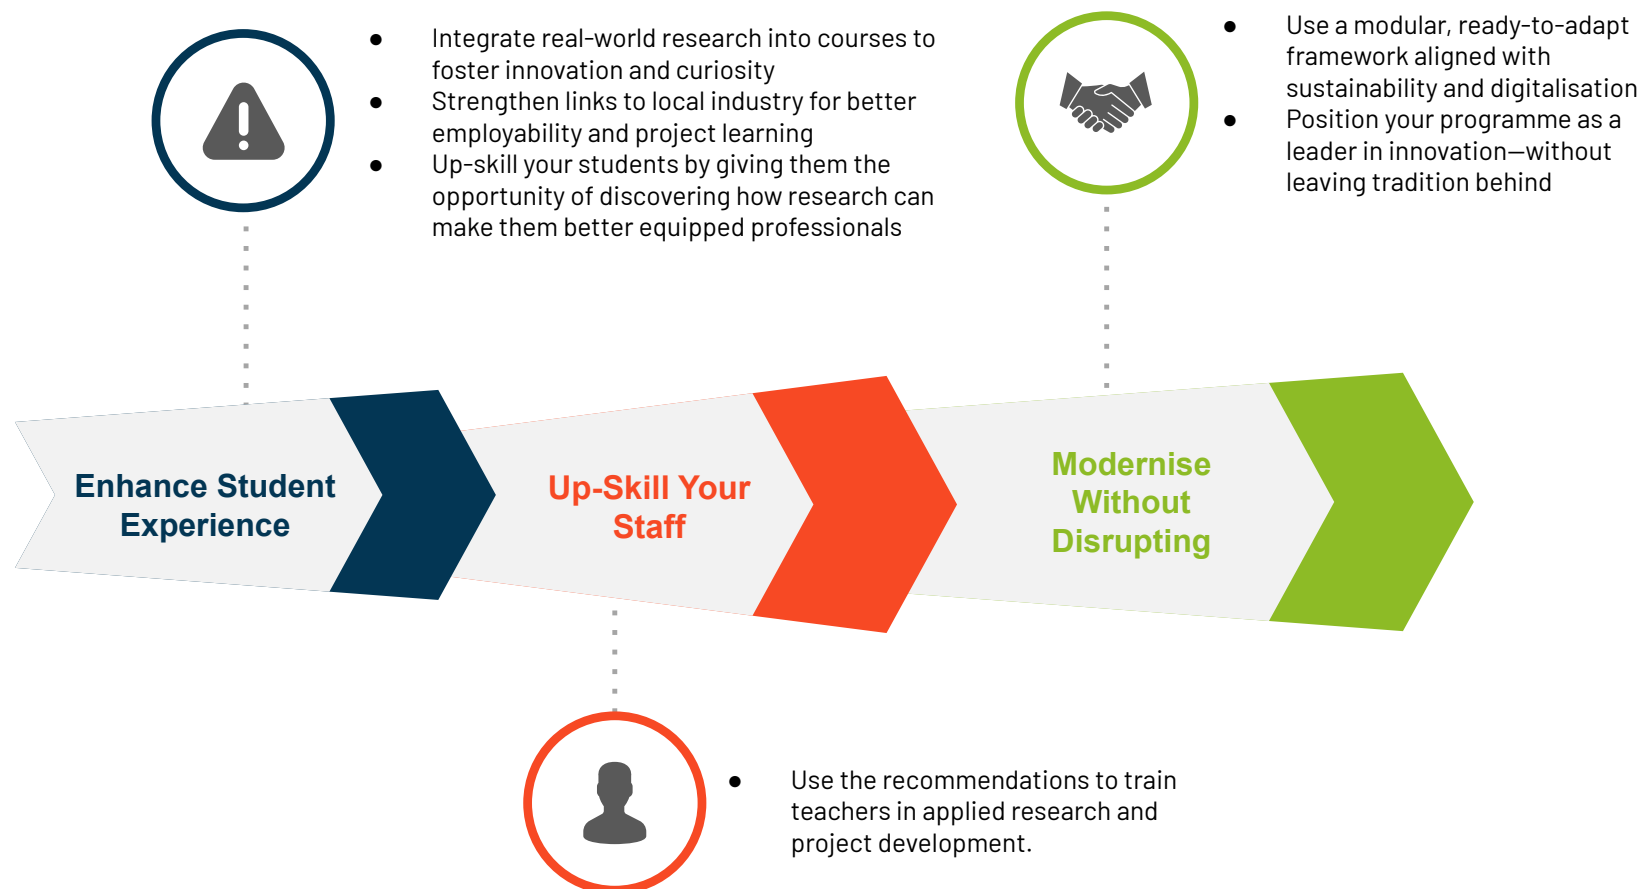 ● Integrate real-world research into courses to
foster innovation and curiosity
● Strengthen links to local industry for better
employability and project learning
● Up-skill your students by giving them the
opportunity of discovering how research can
make them better equipped professionals
● Use a modular, ready-to-adapt
framework aligned with
sustainability and digitalisation
● Position your programme as a
leader in innovation—without
leaving tradition behind
Enhance Student
Experience
Up-Skill Your
Staff
Modernise
Without
Disrupting
● Use the recommendations to train
teachers in applied research and
project development.